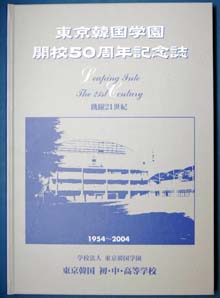 東京韓国学園
開校50周年記念誌
Leaping Into
The 21st Century
跳躍21世紀
1954~2004
学校法人 東京韓国学園
東京韓国 初・中・高等学校